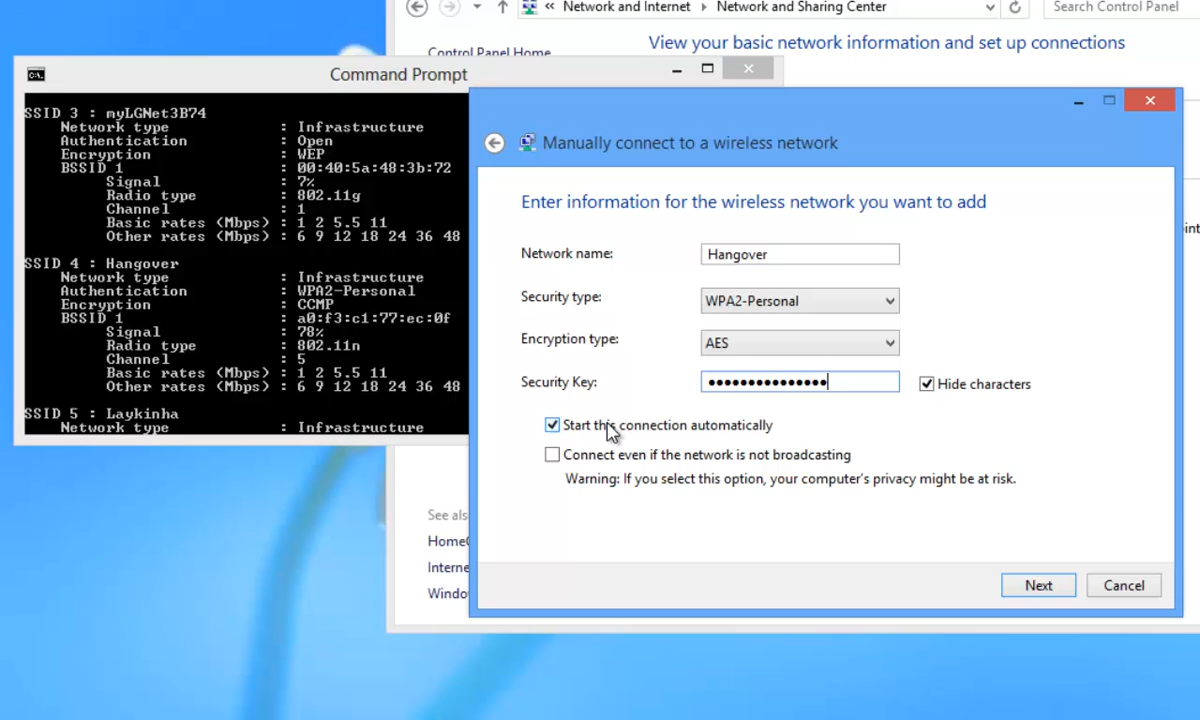 « Network and Internet › Network and Sharing Center
Search Control Panel
Control Panel Home
View your basic network information and set up connections
Command Prompt
SSID 3 : myLGNet3B74
Network type : Infrastructure
Authentication : Open
Encryption : WEP
BSSID 1 : 00:40:5a:48:3b:72
Signal : 7%
Radio type : 802.11g
Channel : 1
Basic rates (Mbps) : 1 2 5.5 11
Other rates (Mbps) : 6 9 12 18 24 36 48
SSID 4 : Hangover
Network type : Infrastructure
Authentication : WPA2-Personal
Encryption : CCMP
BSSID 1 : a0:f3:c1:77:ec:0f
Signal : 78%
Radio type : 802.11n
Channel : 5
Basic rates (Mbps) : 1 2 5.5 11
Other rates (Mbps) : 6 9 12 18 24 36 48
SSID 5 : Laykinha
Network type : Infrastructure
Manually connect to a wireless network
Enter information for the wireless network you want to add
Network name: Hangover
Security type: WPA2-Personal
Encryption type: AES
Security Key: •••••••••••••••
Hide characters
Start this connection automatically
Connect even if the network is not broadcasting
Warning: If you select this option, your computer's privacy might be at risk.
Next
Cancel
See als
Home
Interne
Windo